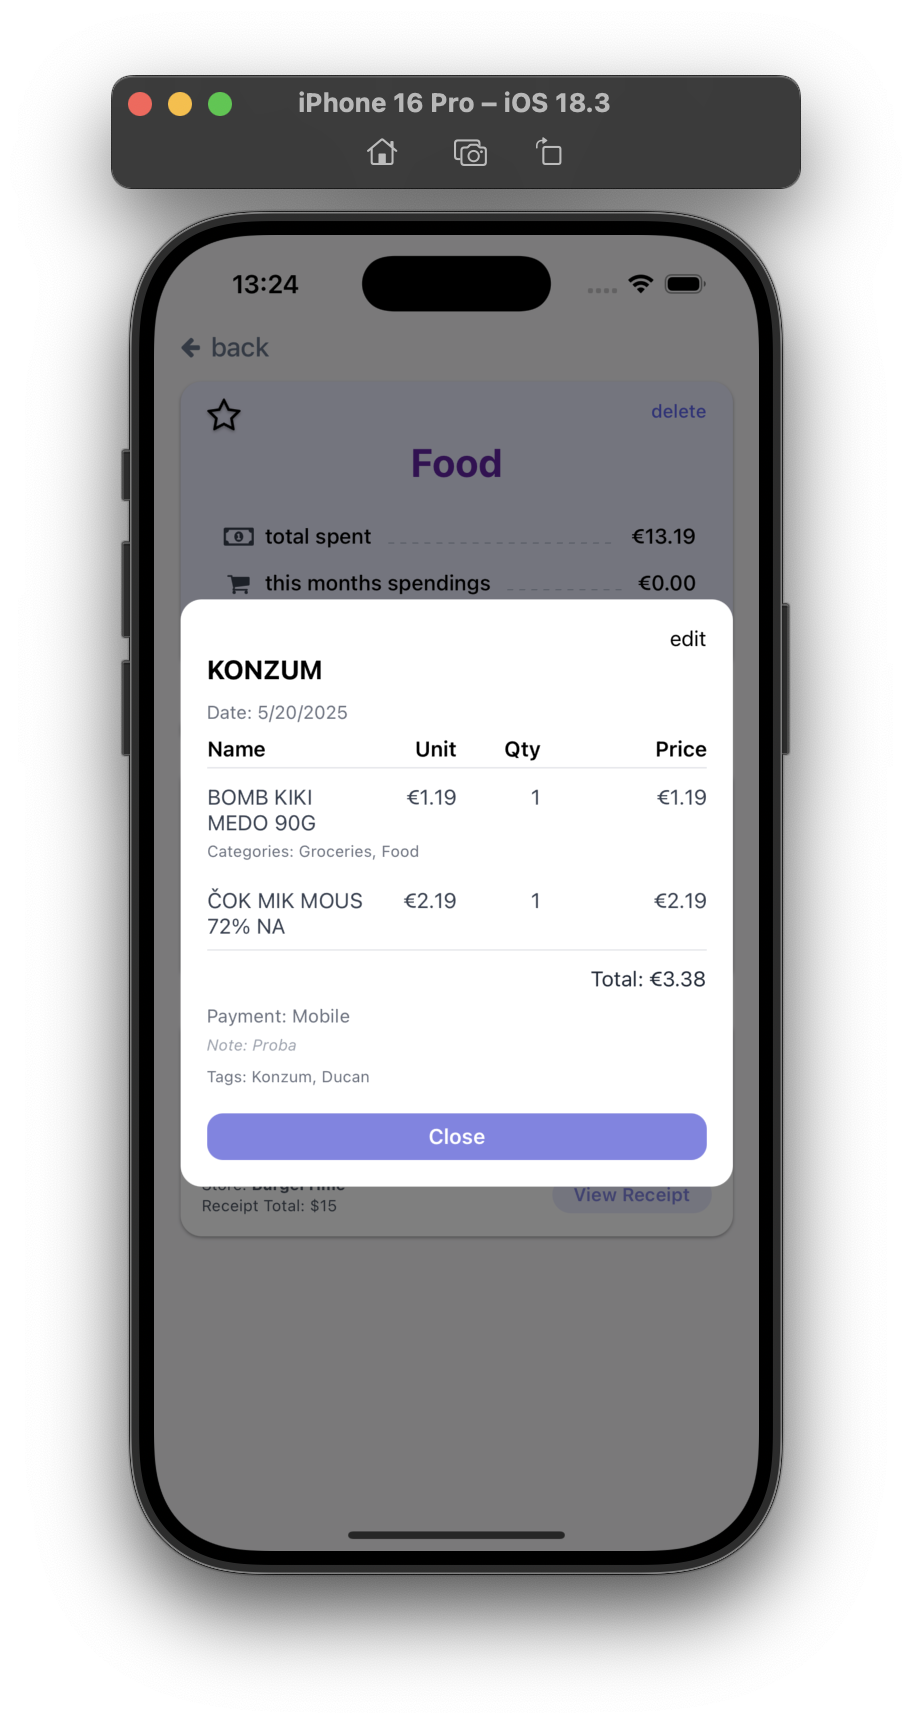 iPhone 16 Pro – iOS 18.3
13:24
back
delete
Food
total spent €13.19
this months spendings €0.00
edit
KONZUM
Date: 5/20/2025
Name Unit Qty Price
BOMB KIKI €1.19 1 €1.19
MEDO 90G
Categories: Groceries, Food
ČOK MIK MOUS €2.19 1 €2.19
72% NA
Total: €3.38
Payment: Mobile
Note: Proba
Tags: Konzum, Ducan
Close
Store:
Receipt Total: $15
View Receipt